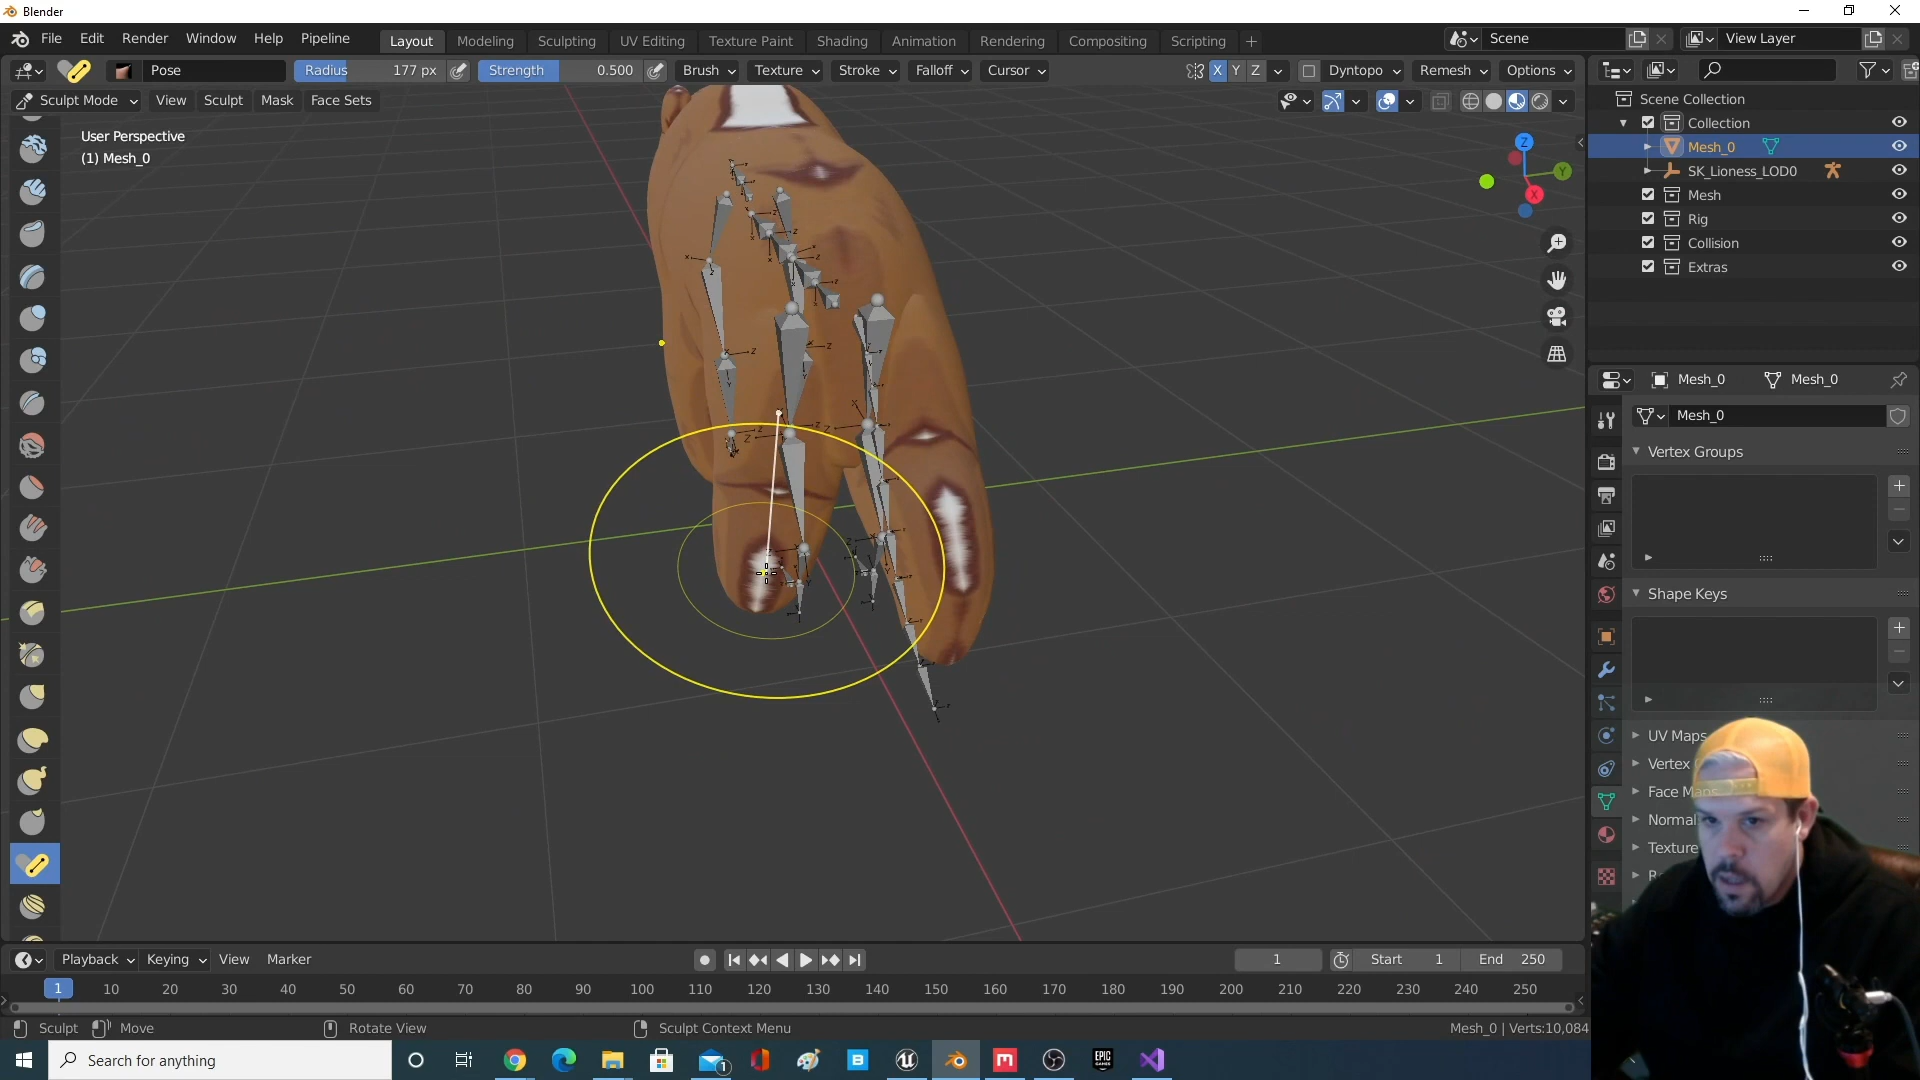 Blender
File Edit Render Window Help Pipeline Layout Modeling Sculpting UV Editing Texture Paint Shading Animation Rendering Compositing Scripting + Scene View Layer
Pose Radius 177 px Strength 0.500 Brush Texture Stroke Falloff Cursor X Y Z Dyntopo Remesh Options
Sculpt Mode View Sculpt Mask Face Sets
User Perspective
(1) Mesh_0
Z
Y
X
Scene Collection
Collection
Mesh_0
SK_Lioness_LOD0
Mesh
Rig
Collision
Extras
Mesh_0 Mesh_0
Mesh_0
Vertex Groups
Shape Keys
UV Maps
Vertex
Face Maps
Normal
Texture
Playback Keying View Marker 1 Start 1 End 250
1 10 20 30 40 50 60 70 80 90 100 110 120 130 140 150 160 170 180 190 200 210 220 230 240 250
Sculpt Move Rotate View Sculpt Context Menu Mesh_0 | Verts:10,084
Search for anything 1 EPIC GAMES